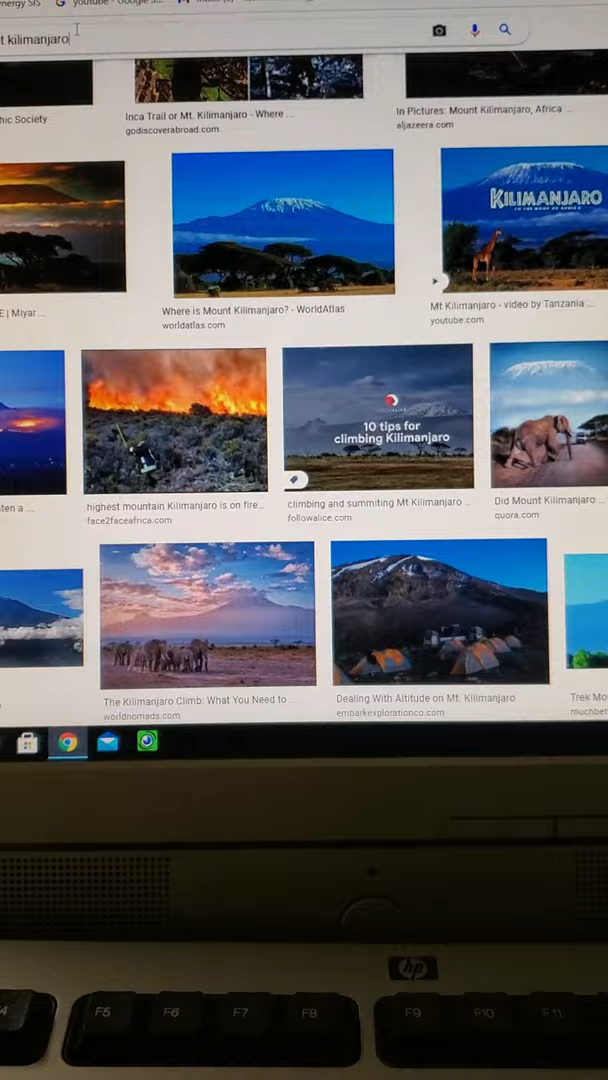 nergy SIS
youtube - Google S...
t kilimanjaro
hic Society
Inca Trail or Mt. Kilimanjaro - Where ...
godiscoverabroad.com
In Pictures: Mount Kilimanjaro, Africa ...
aljazeera.com
KILIMANJARO
E | Miyar ...
Where is Mount Kilimanjaro? - WorldAtlas
worldatlas.com
Mt Kilimanjaro - video by Tanzania ...
youtube.com
10 tips for
climbing Kilimanjaro
ten a ...
highest mountain Kilimanjaro is on fire...
face2faceafrica.com
climbing and summiting Mt Kilimanjaro ...
followalice.com
Did Mount Kilimanjaro ...
quora.com
The Kilimanjaro Climb: What You Need to ...
worldnomads.com
Dealing With Altitude on Mt. Kilimanjaro
embarkexplorationco.com
Trek Mo
muchbet
hp
F5 F6 F7 F8 F9 F10 F11